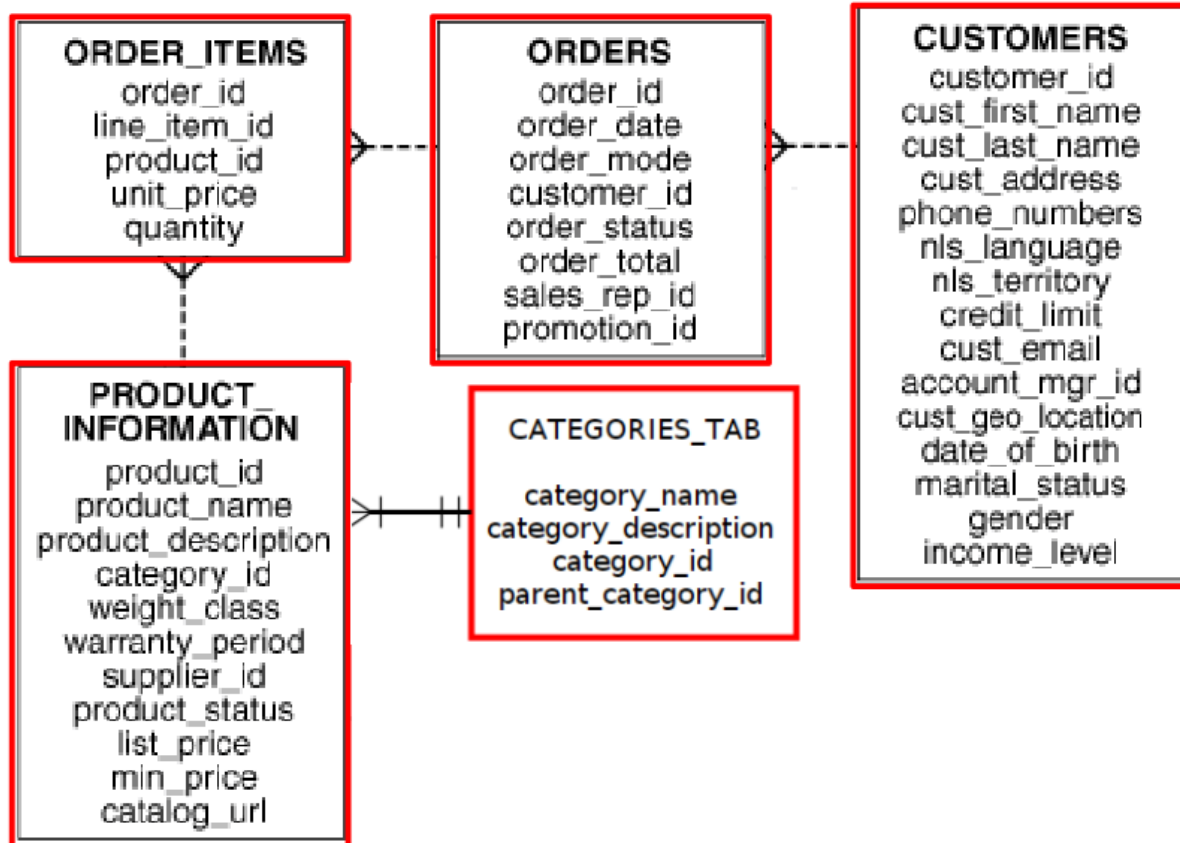 ORDER_ITEMS
order_id
line_item_id
product_id
unit_price
quantity
ORDERS
order_id
order_date
order_mode
customer_id
order_status
order_total
sales_rep_id
promotion_id
CUSTOMERS
customer_id
cust_first_name
cust_last_name
cust_address
phone_numbers
nls_language
nls_territory
credit_limit
cust_email
account_mgr_id
cust_geo_location
date_of_birth
marital_status
gender
income_level
PRODUCT_
INFORMATION
product_id
product_name
product_description
category_id
weight_class
warranty_period
supplier_id
product_status
list_price
min_price
catalog_url
CATEGORIES_TAB
category_name
category_description
category_id
parent_category_id